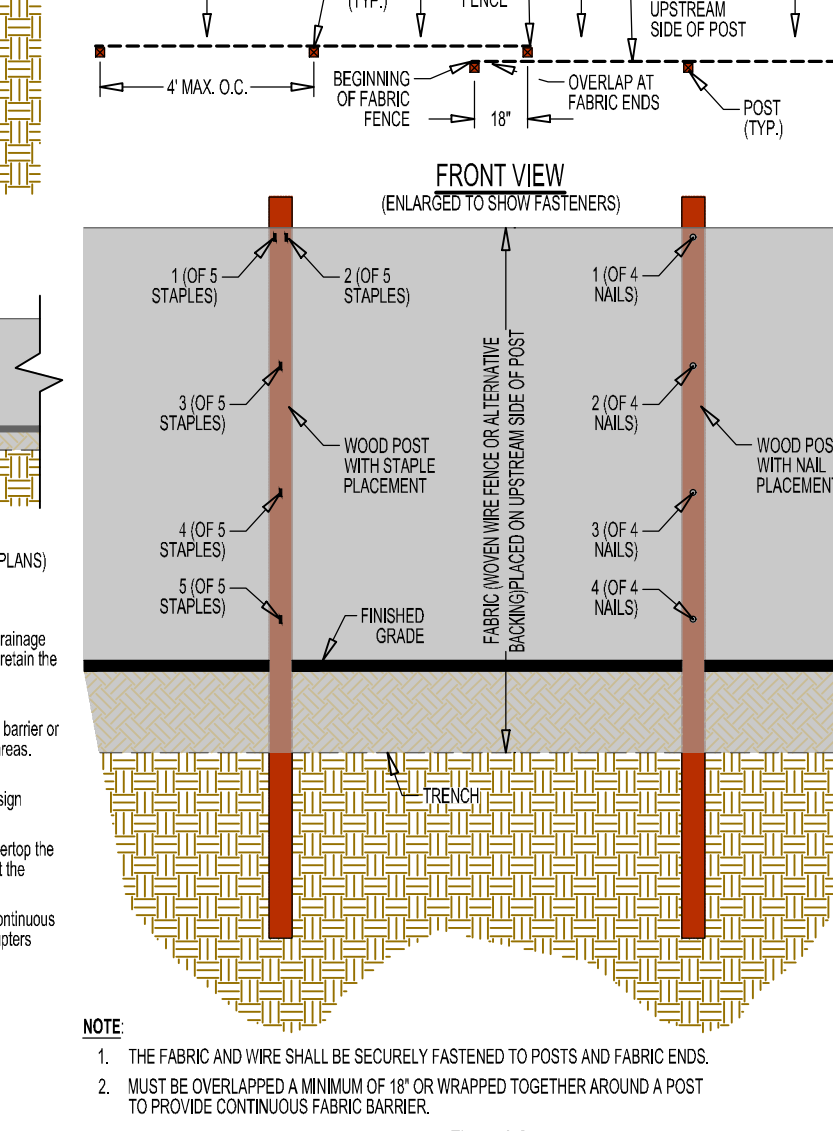 (TYP.)
FENCE
UPSTREAM
SIDE OF POST
4' MAX. O.C.
BEGINNING
OF FABRIC
FENCE
18"
OVERLAP AT
FABRIC ENDS
POST
(TYP.)
FRONT VIEW
(ENLARGED TO SHOW FASTENERS)
1 (OF 5
STAPLES)
2 (OF 5
STAPLES)
1 (OF 4
NAILS)
3 (OF 5
STAPLES)
2 (OF 4
NAILS)
WOOD POST
WITH STAPLE
PLACEMENT
FABRIC (WOVEN WIRE FENCE OR ALTERNATIVE
BACKING)PLACED ON UPSTREAM SIDE OF POST
WOOD POS
WITH NAIL
PLACEMENT
4 (OF 5
STAPLES)
3 (OF 4
NAILS)
5 (OF 5
STAPLES)
4 (OF 4
NAILS)
FINISHED
GRADE
TRENCH
PLANS)
rainage
retain the
barrier or
reas.
sign
ertop the
t the
ontinuous
pters
NOTE:
1. THE FABRIC AND WIRE SHALL BE SECURELY FASTENED TO POSTS AND FABRIC ENDS.
2. MUST BE OVERLAPPED A MINIMUM OF 18" OR WRAPPED TOGETHER AROUND A POST
TO PROVIDE CONTINUOUS FABRIC BARRIER.